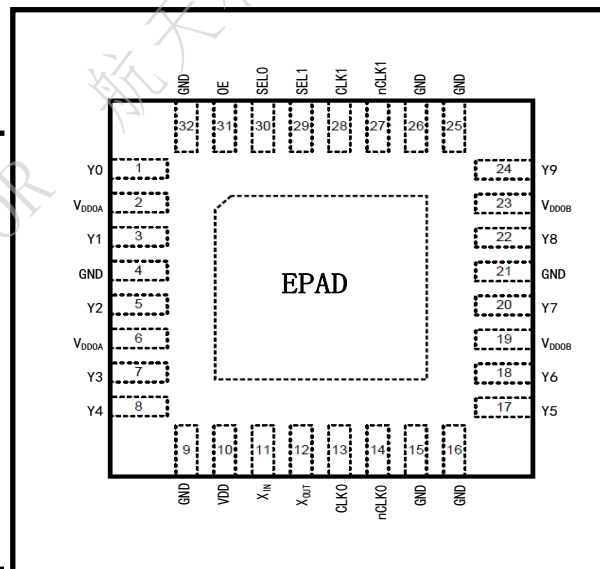 航天
OR
GND OE SEL0 SEL1 CLK1 nCLK1 GND GND
32 31 30 29 28 27 26 25
Y0 1 24 Y9
VDDOA 2 23 VDDOB
Y1 3 22 Y8
GND 4 21 GND
EPAD
Y2 5 20 Y7
VDDOA 6 19 VDDOB
Y3 7 18 Y6
Y4 8 17 Y5
9 10 11 12 13 14 15 16
GND VDD XIN XOUT CLK0 nCLK0 GND GND